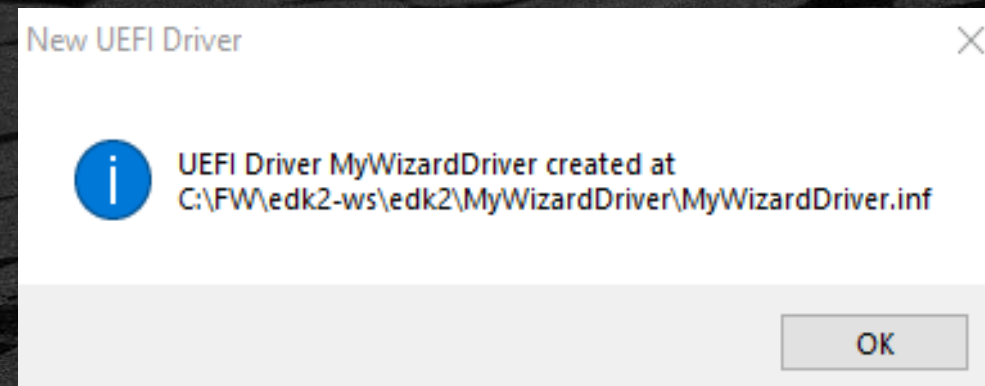 New UEFI Driver
UEFI Driver MyWizardDriver created at
C:\FW\edk2-ws\edk2\MyWizardDriver\MyWizardDriver.inf
OK